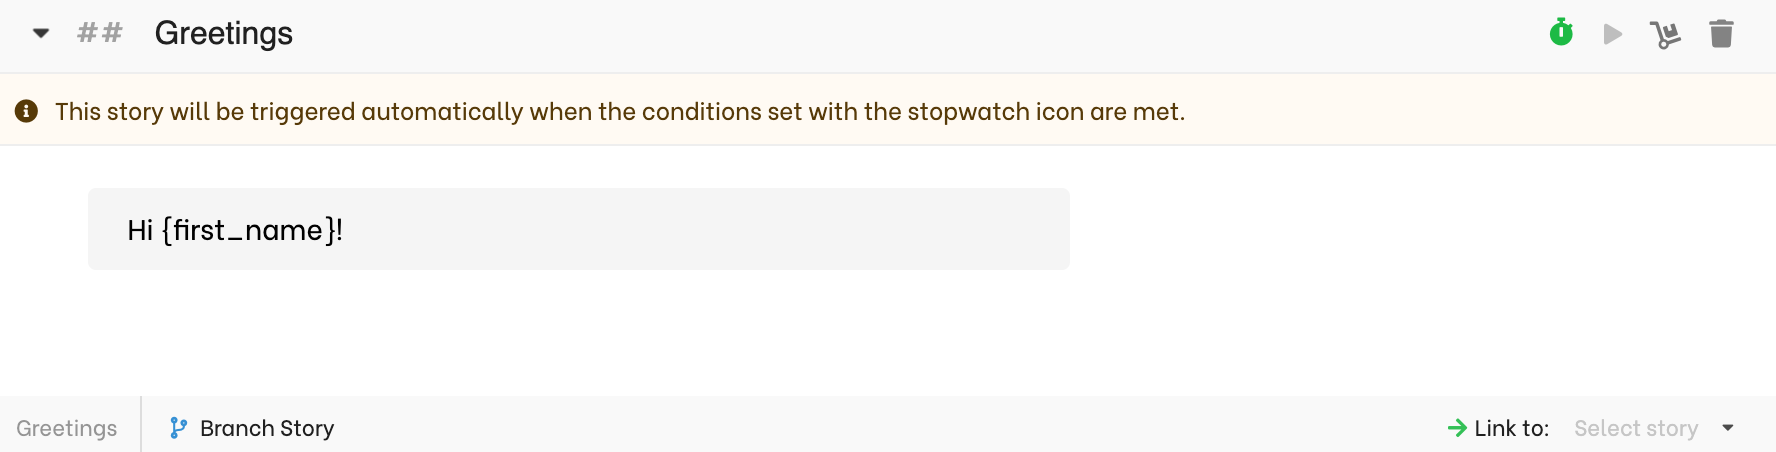 ## Greetings
This story will be triggered automatically when the conditions set with the stopwatch icon are met.
Hi {first_name}!
Greetings Branch Story Link to: Select story